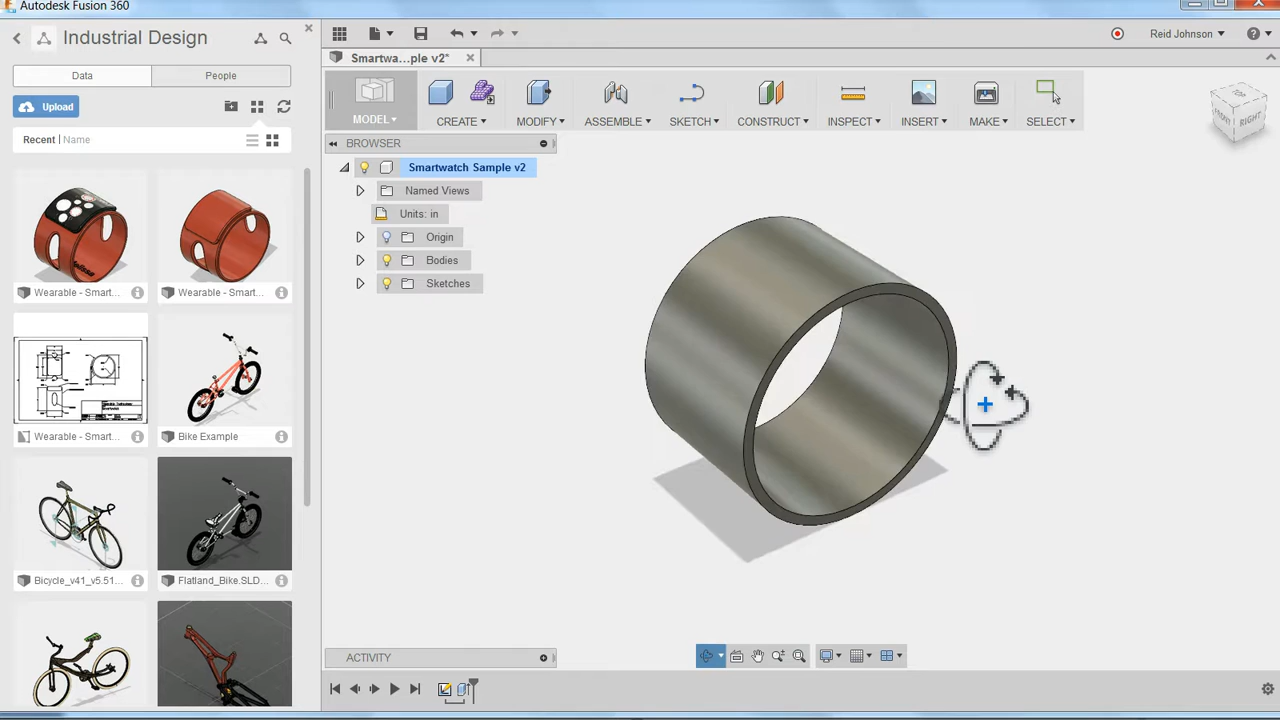 Autodesk Fusion 360
Industrial Design
Reid Johnson
Data
People
Smartwa...ple v2*
Upload
MODEL
CREATE
MODIFY
ASSEMBLE
SKETCH
CONSTRUCT
INSPECT
INSERT
MAKE
SELECT
Recent | Name
BROWSER
Smartwatch Sample v2
Named Views
Units: in
Origin
Bodies
Sketches
FRONT
RIGHT
Wearable - Smart...
Wearable - Smart...
Wearable - Smart...
Bike Example
Bicycle_v41_v5.51...
Flatland_Bike.SLD...
ACTIVITY